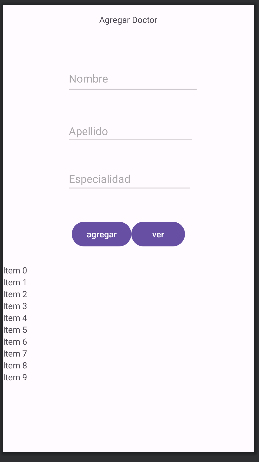 Agregar Doctor
Nombre
Apellido
Especialidad
agregar ver
Item 0
Item 1
Item 2
Item 3
Item 4
Item 5
Item 6
Item 7
Item 8
Item 9